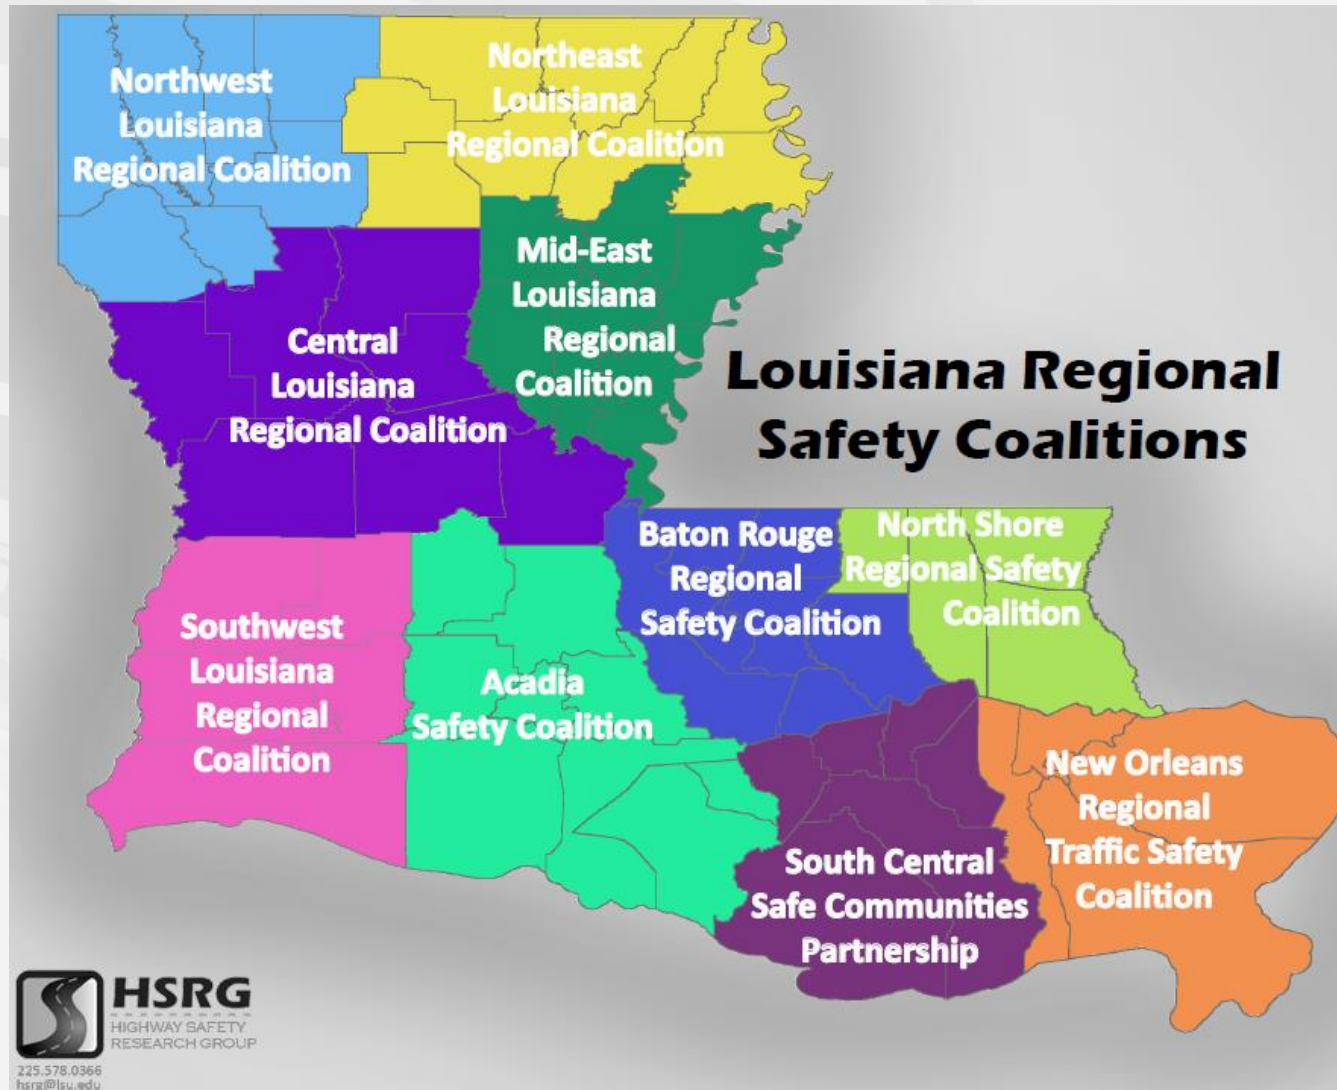 Northwest
Louisiana
Regional Coalition
Northeast
Louisiana
Regional Coalition
Mid-East
Louisiana
Regional
Coalition
Central
Louisiana
Regional Coalition
Louisiana Regional
Safety Coalitions
Baton Rouge
Regional
Safety Coalition
North Shore
Regional Safety
Coalition
Southwest
Louisiana
Regional
Coalition
Acadia
Safety Coalition
South Central
Safe Communities
Partnership
New Orleans
Regional
Traffic Safety
Coalition
HSRG
HIGHWAY SAFETY
RESEARCH GROUP
225.578.0366
hsrg@lsu.edu